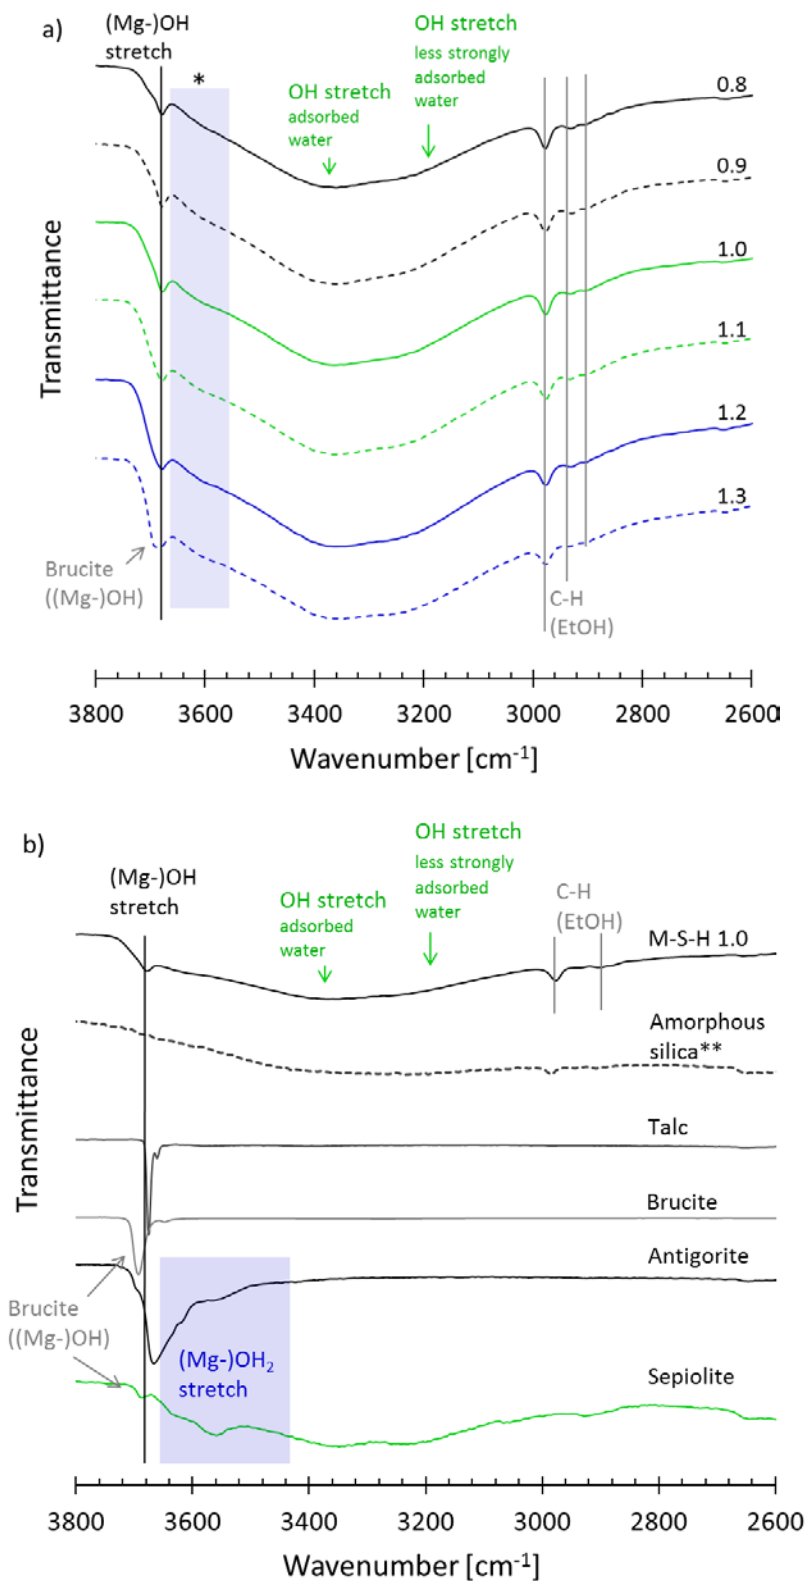 a)
(Mg-)OH
stretch
*
OH stretch
adsorbed
water
OH stretch
less strongly
adsorbed
water
0.8
0.9
1.0
1.1
1.2
1.3
Transmittance
Brucite
((Mg-)OH)
C-H
(EtOH)
3800 3600 3400 3200 3000 2800 2600
Wavenumber [cm-1]
b)
(Mg-)OH
stretch
OH stretch
adsorbed
water
OH stretch
less strongly
adsorbed
water
C-H
(EtOH)
M-S-H 1.0
Amorphous
silica**
Talc
Brucite
Antigorite
Sepiolite
Transmittance
Brucite
((Mg-)OH)
(Mg-)OH2
stretch
3800 3600 3400 3200 3000 2800 2600
Wavenumber [cm-1]